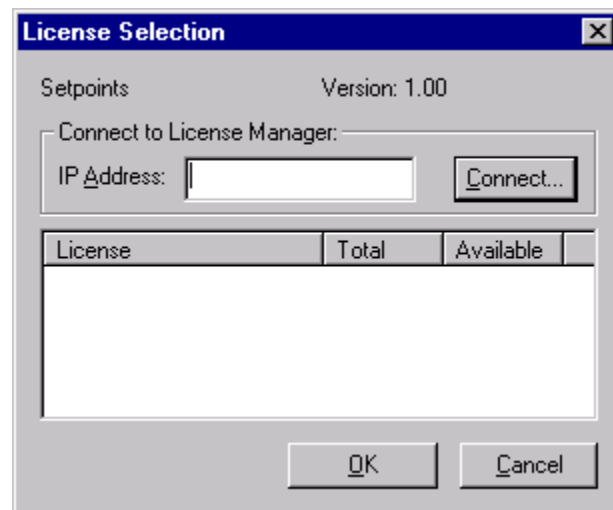 License Selection
Setpoints Version: 1.00
Connect to License Manager:
IP Address: Connect...
License Total Available
OK Cancel